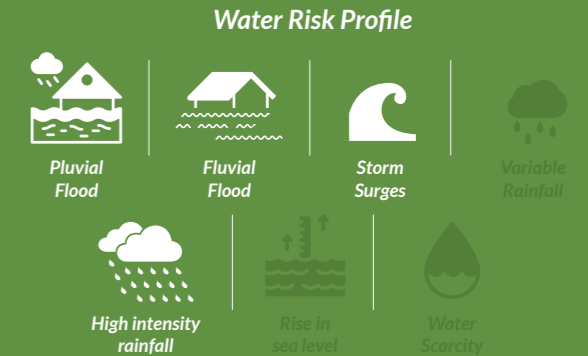 Water Risk Profile
Pluvial
Flood
Fluvial
Flood
Storm
Surges
Variable
Rainfall
High intensity
rainfall
Rise in
sea level
Water
Scarcity